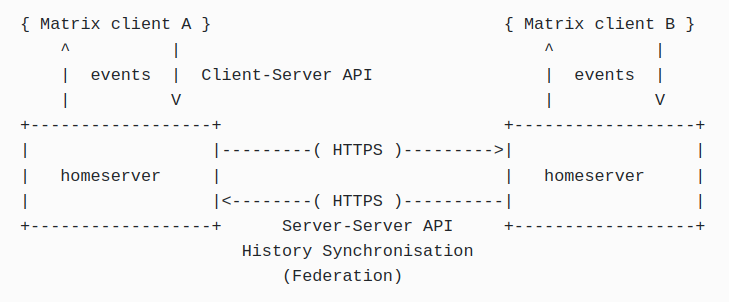 { Matrix client A }                             { Matrix client B }
    ^          |                                    ^          |
    |  events  |  Client-Server API                 |  events  |
    |          V                                    |          V
+------------------+                            +------------------+
|                  |---------( HTTPS )--------->|                  |
|   homeserver     |                            |   homeserver     |
|                  |<--------( HTTPS )----------|                  |
+------------------+      Server-Server API     +------------------+
                      History Synchronisation
                          (Federation)